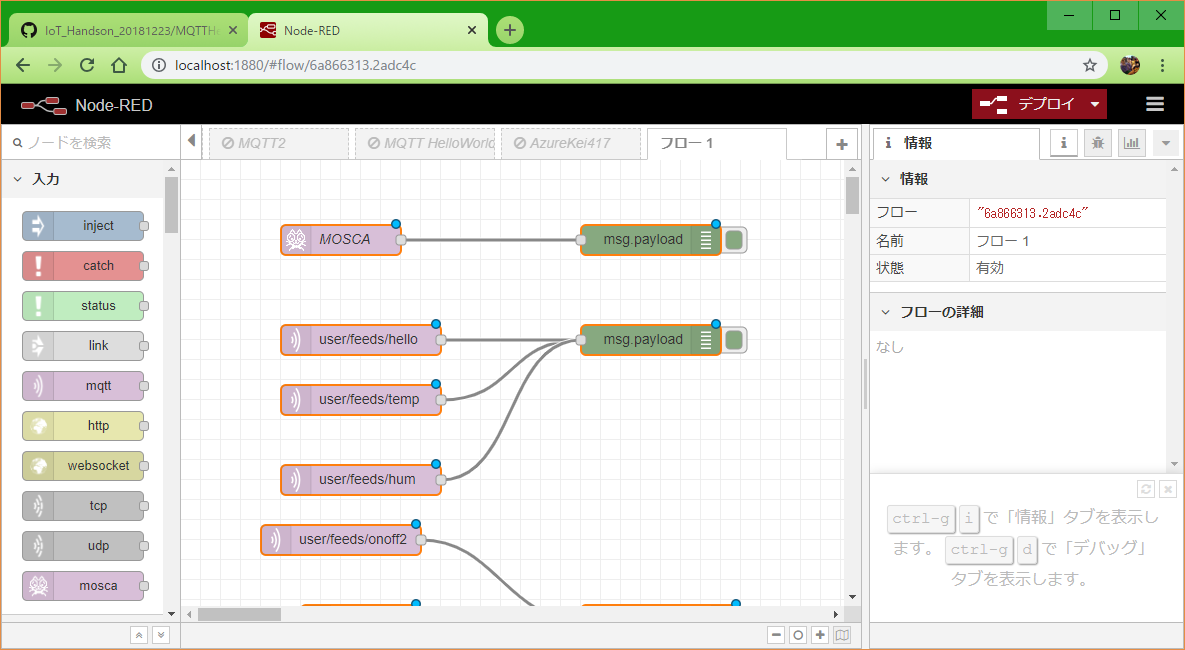 IoT_Handson_20181223/MQTTHe
Node-RED
localhost:1880/#flow/6a866313.2adc4c
Node-RED
デプロイ
ノードを検索
MQTT2
MQTT HelloWorld
AzureKei417
フロー 1
情報
入力
inject
catch
status
link
mqtt
http
websocket
tcp
udp
mosca
MOSCA
msg.payload
user/feeds/hello
msg.payload
user/feeds/temp
user/feeds/hum
user/feeds/onoff2
情報
フロー "6a866313.2adc4c"
名前 フロー 1
状態 有効
フローの詳細
なし
ctrl-g i で「情報」タブを表示し
ます。 ctrl-g d で「デバッグ」
タブを表示します。